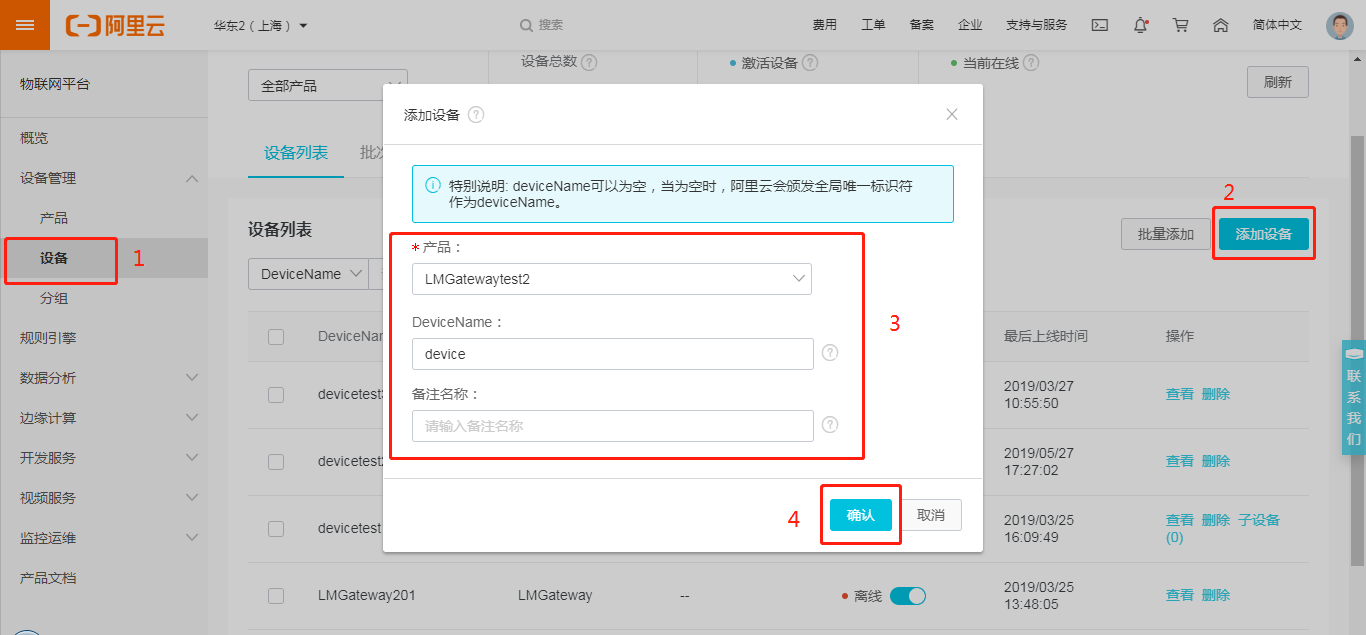 阿里云
华东2（上海）
搜索
费用
工单
备案
企业
支持与服务
简体中文
物联网平台
概览
设备管理
产品
设备
1
分组
规则引擎
数据分析
边缘计算
开发服务
视频服务
监控运维
产品文档
全部产品
设备总数
激活设备
当前在线
刷新
设备列表
批次
设备列表
批量添加
2
添加设备
DeviceName
DeviceNam
最后上线时间
操作
devicetest
2019/03/27
10:55:50
查看 删除
devicetest
2019/05/27
17:27:02
查看 删除
devicetest
2019/03/25
16:09:49
查看 删除 子设备
(0)
LMGateway201
LMGateway
--
离线
2019/03/25
13:48:05
查看 删除
添加设备
特别说明: deviceName可以为空，当为空时，阿里云会颁发全局唯一标识符
作为deviceName。
* 产品：
LMGatewaytest2
DeviceName：
device
3
备注名称：
请输入备注名称
4
确认
取消
联
系
我
们